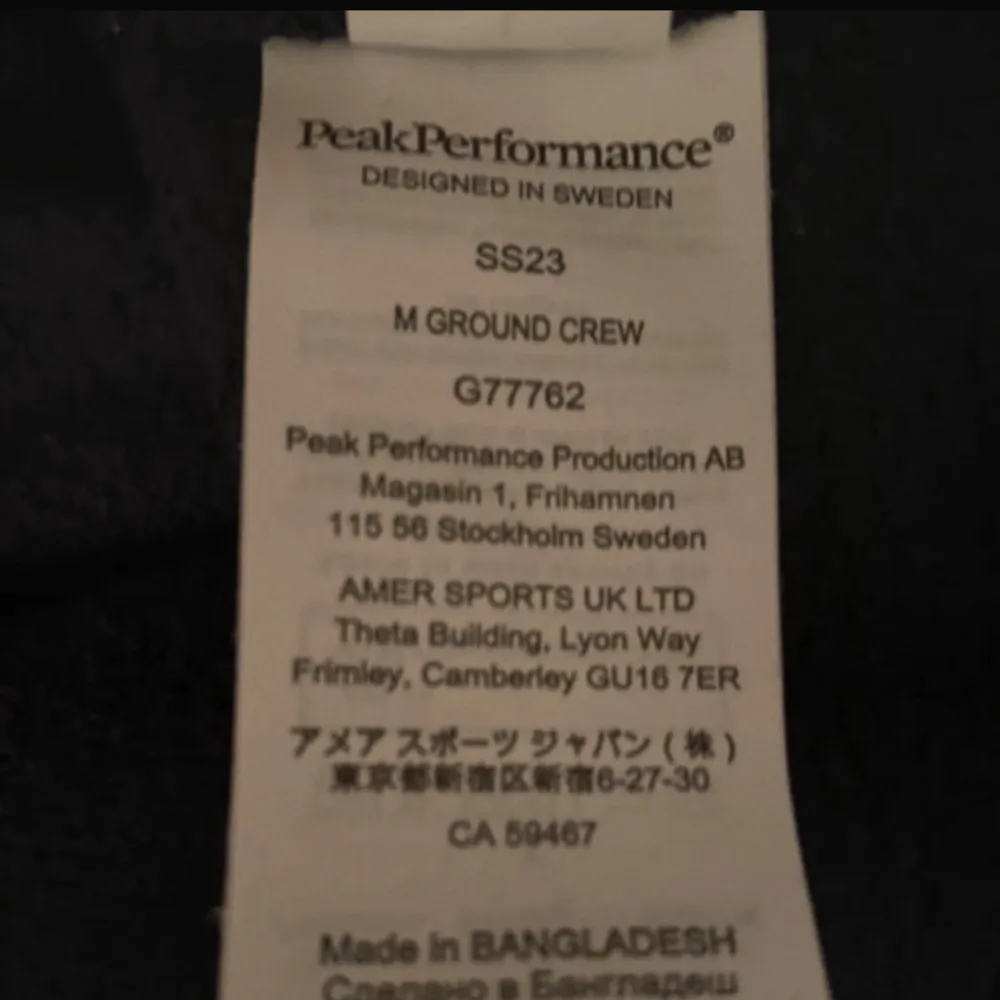 PeakPerformance®
DESIGNED IN SWEDEN
SS23
M GROUND CREW
G77762
Peak Performance Production AB
Magasin 1, Frihamnen
115 56 Stockholm Sweden
AMER SPORTS UK LTD
Theta Building, Lyon Way
Frimley, Camberley GU16 7ER
アメア スポーツ ジャパン (株)
東京都新宿区新宿6-27-30
CA 59467
Made in BANGLADESH
Сделано в Бангладеш